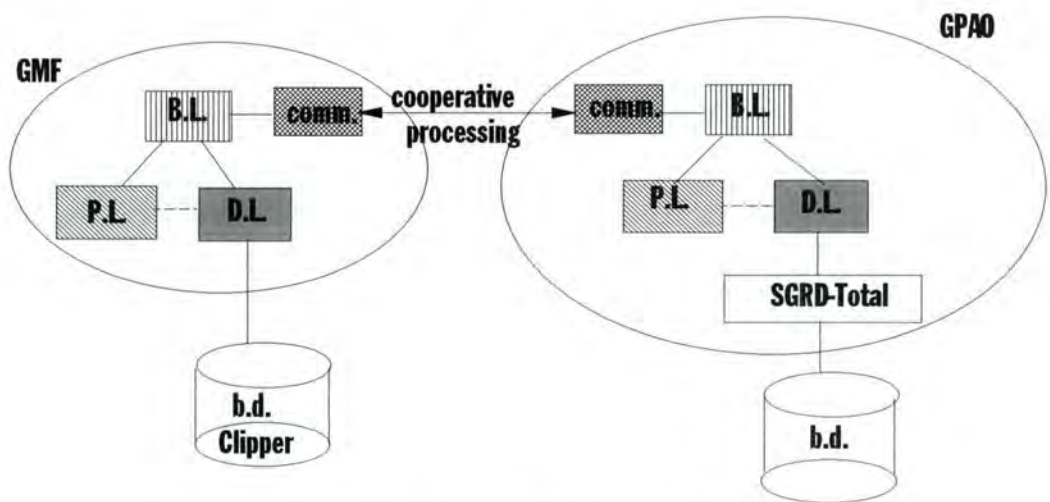 GMF
GPAO
B.L.
comm.
cooperative
processing
comm.
B.L.
P.L.
D.L.
P.L.
D.L.
SGRD-Total
b.d.
Clipper
b.d.